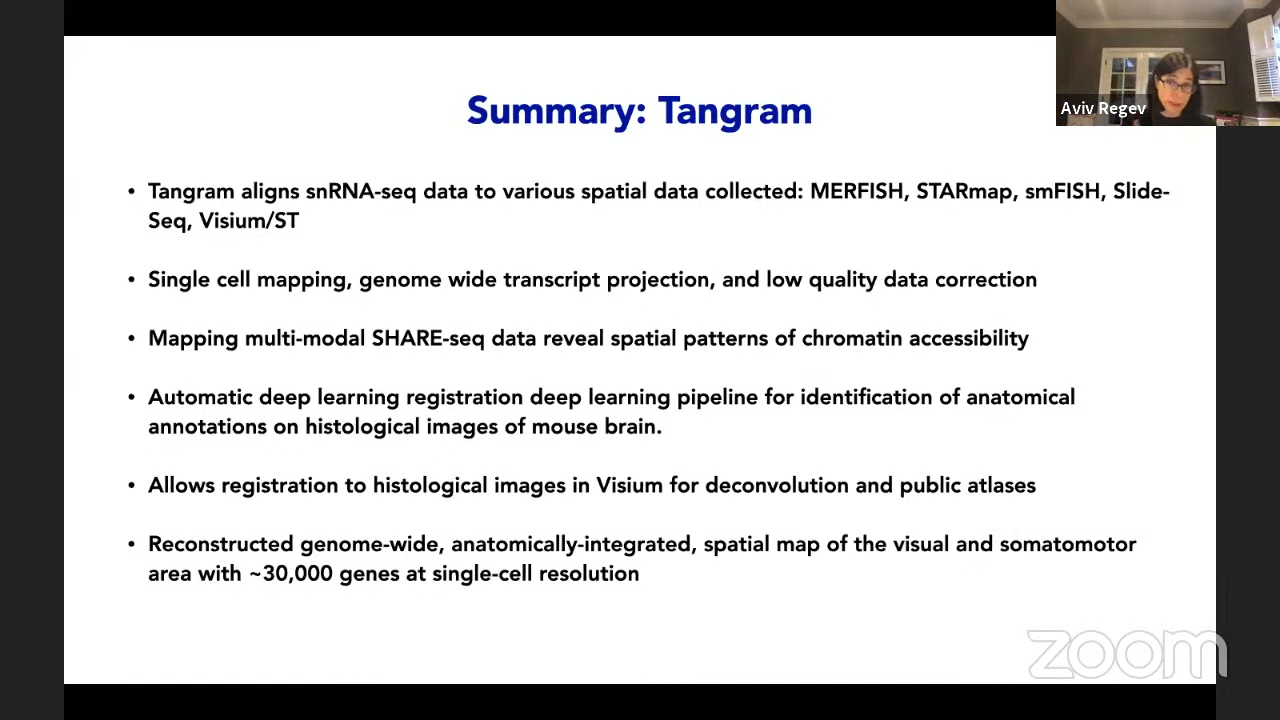 Aviv Regev
Summary: Tangram
• Tangram aligns snRNA-seq data to various spatial data collected: MERFISH, STARmap, smFISH, Slide-
Seq, Visium/ST
• Single cell mapping, genome wide transcript projection, and low quality data correction
• Mapping multi-modal SHARE-seq data reveal spatial patterns of chromatin accessibility
• Automatic deep learning registration deep learning pipeline for identification of anatomical
annotations on histological images of mouse brain.
• Allows registration to histological images in Visium for deconvolution and public atlases
• Reconstructed genome-wide, anatomically-integrated, spatial map of the visual and somatomotor
area with ~30,000 genes at single-cell resolution
zoom